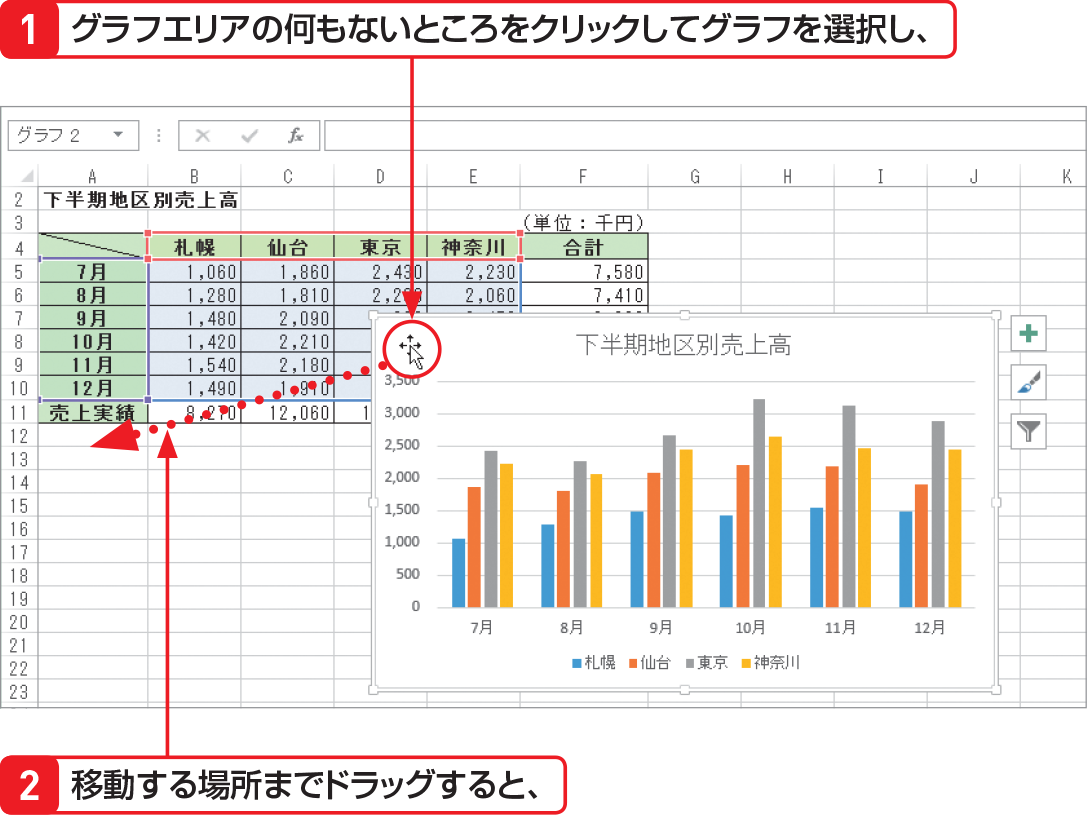 1 グラフエリアの何もないところをクリックしてグラフを選択し、
グラフ 2 fx
A B C D E F G H I J K
2 下半期地区別売上高
3 （単位：千円）
4 札幌 仙台 東京 神奈川 合計
5 7月 1,060 1,860 2,430 2,230 7,580
6 8月 1,280 1,810 2,060 7,410
7 9月 1,480 2,090
8 10月 1,420 2,210
9 11月 1,540 2,180
10 12月 1,490 1,910
11 売上実績 8,270 12,060 1
12
13
14
15
16
17
18
19
20
21
22
23
下半期地区別売上高
3,500
3,000
2,500
2,000
1,500
1,000
500
0
7月 8月 9月 10月 11月 12月
札幌 仙台 東京 神奈川
2 移動する場所までドラッグすると、